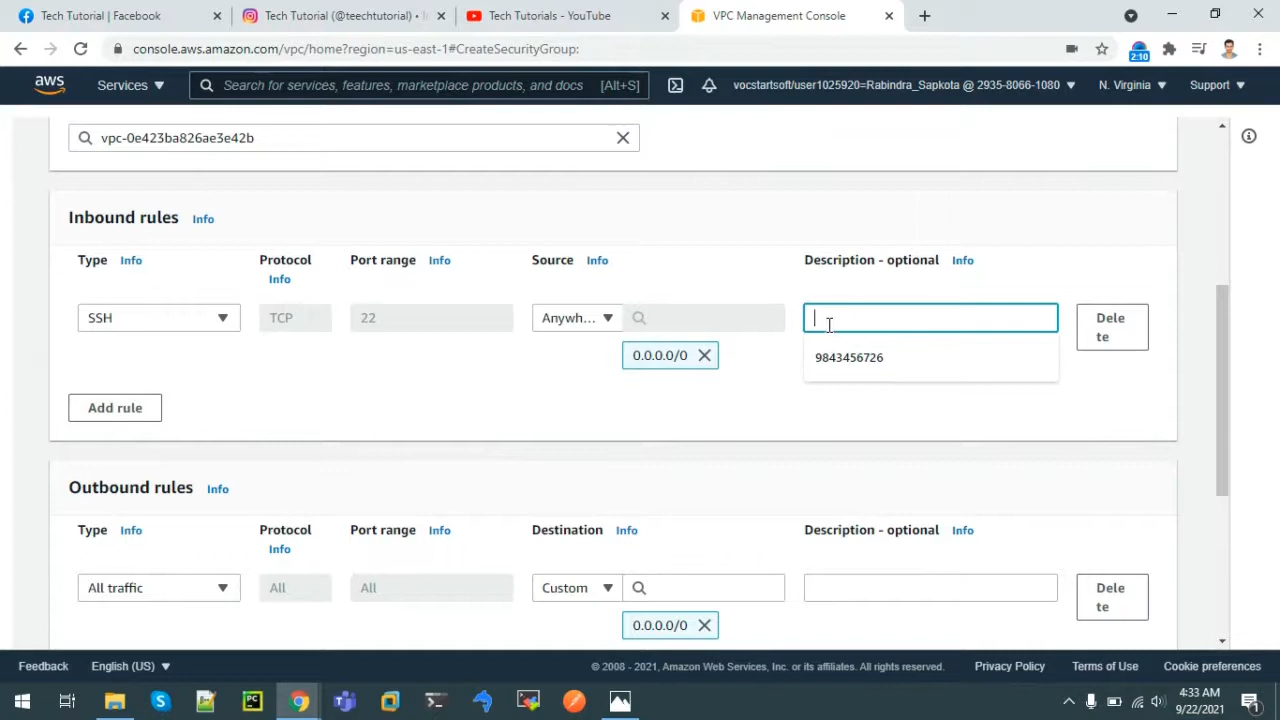 Tech Tutorial | Facebook
Tech Tutorial (@teechtutorial) • I
Tech Tutorials - YouTube
VPC Management Console
console.aws.amazon.com/vpc/home?region=us-east-1#CreateSecurityGroup:
2:10
aws
Services
Search for services, features, marketplace products, and docs
[Alt+S]
vocstartsoft/user1025920=Rabindra_Sapkota @ 2935-8066-1080
N. Virginia
Support
vpc-0e423ba826ae3e42b
Inbound rules Info
Type Info
Protocol Info
Port range Info
Source Info
Description - optional Info
SSH
TCP
22
Anywh...
0.0.0.0/0
9843456726
Dele
te
Add rule
Outbound rules Info
Type Info
Protocol Info
Port range Info
Destination Info
Description - optional Info
All traffic
All
All
Custom
0.0.0.0/0
Dele
te
Feedback
English (US)
© 2008 - 2021, Amazon Web Services, Inc. or its affiliates. All rights reserved.
Privacy Policy
Terms of Use
Cookie preferences
PC
4:33 AM
9/22/2021
1